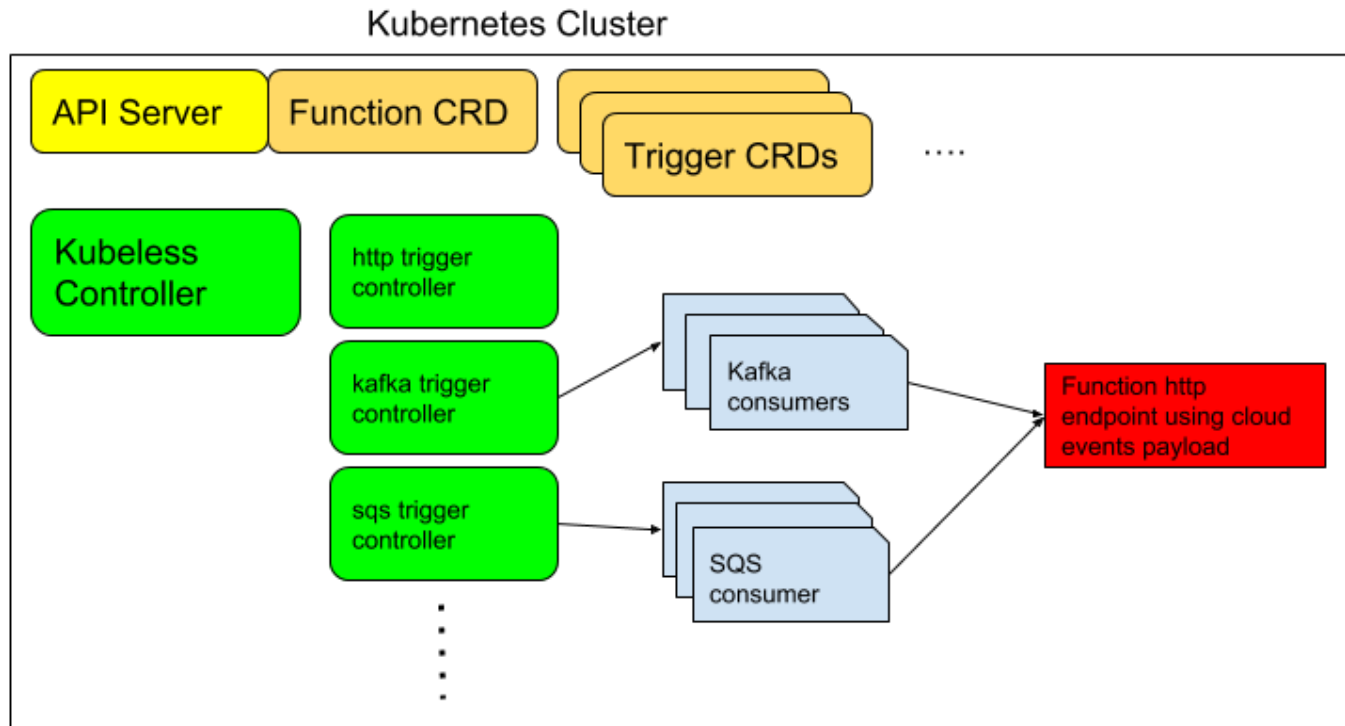 Kubernetes Cluster
API Server
Function CRD
Trigger CRDs
....
Kubeless
Controller
http trigger
controller
kafka trigger
controller
sqs trigger
controller
Kafka
consumers
SQS
consumer
Function http
endpoint using cloud
events payload